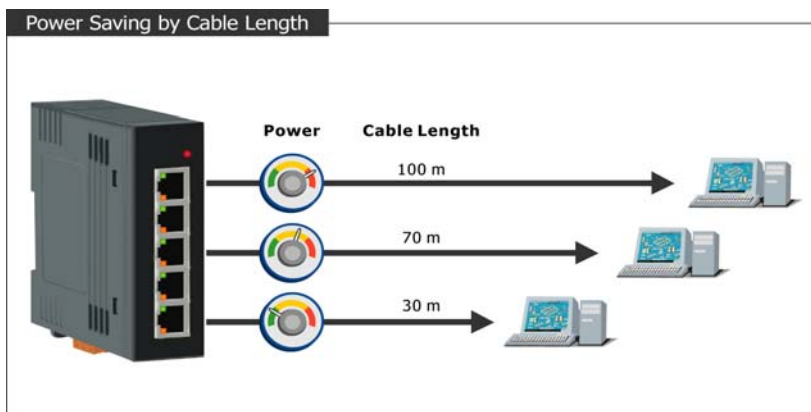 Power Saving by Cable Length
Power Cable Length
100 m
70 m
30 m